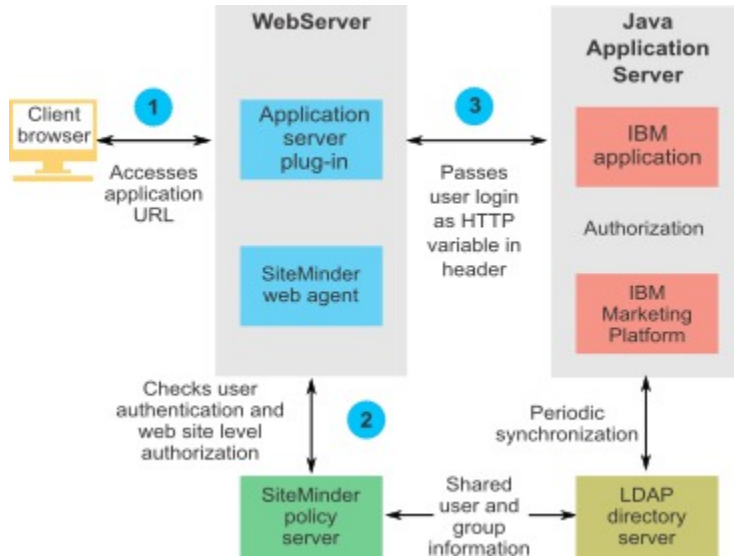 WebServer
Java
Application
Server
Client
browser
1
Accesses
application
URL
Application
server
plug-in
SiteMinder
web agent
3
Passes
user login
as HTTP
variable in
header
IBM
application
Authorization
IBM
Marketing
Platform
Checks user
authentication and
web site level
authorization
2
Periodic
synchronization
SiteMinder
policy
server
Shared
user and
group
information
LDAP
directory
server